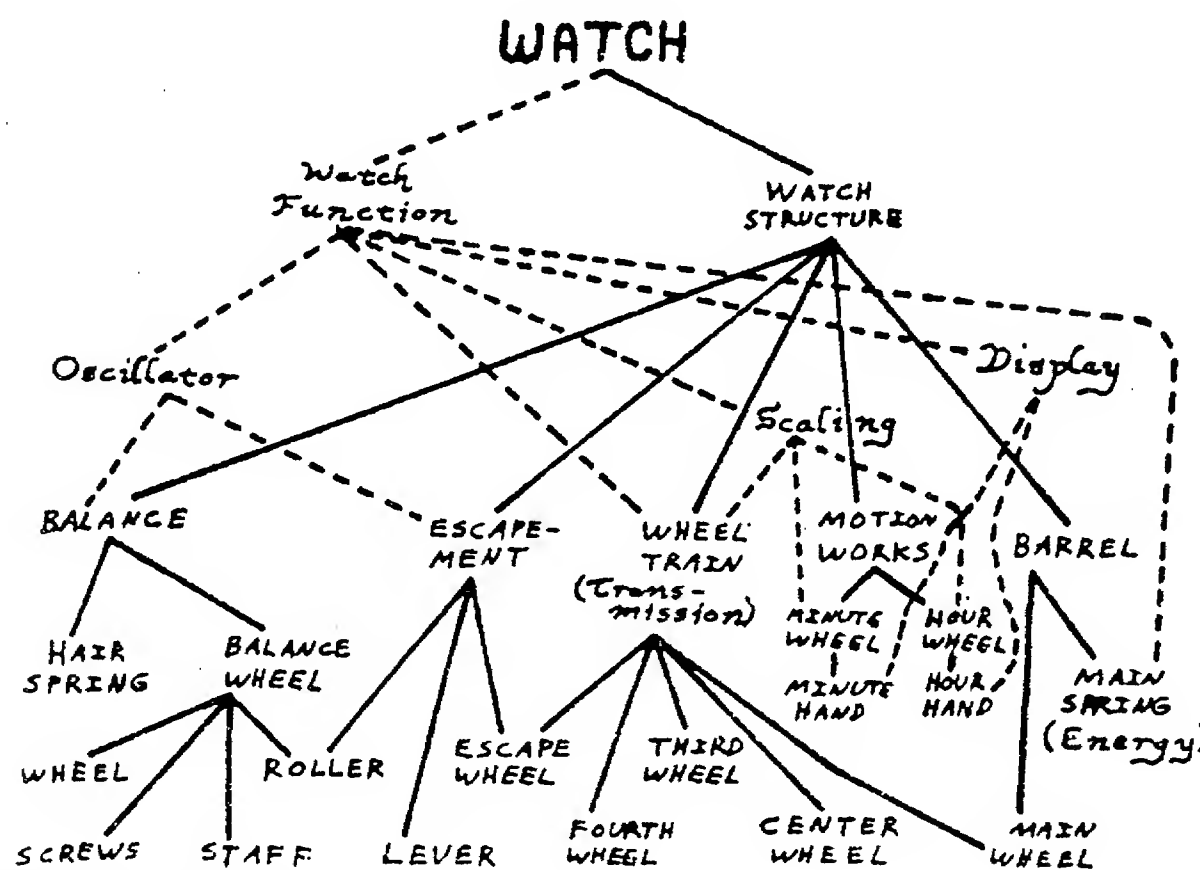 WATCH
Watch
Function
WATCH
STRUCTURE
Oscillator
Display
Scaling
BALANCE
ESCAPE-
MENT
WHEEL
TRAIN
(Trans-
mission)
MOTION
WORKS
BARREL
HAIR
SPRING
BALANCE
WHEEL
MINUTE
WHEEL
HOUR
WHEEL
MINUTE
HAND
HOUR
HAND
MAIN
SPRING
(Energy)
WHEEL
ROLLER
ESCAPE
WHEEL
THIRD
WHEEL
SCREWS
STAFF
LEVER
FOURTH
WHEEL
CENTER
WHEEL
MAIN
WHEEL